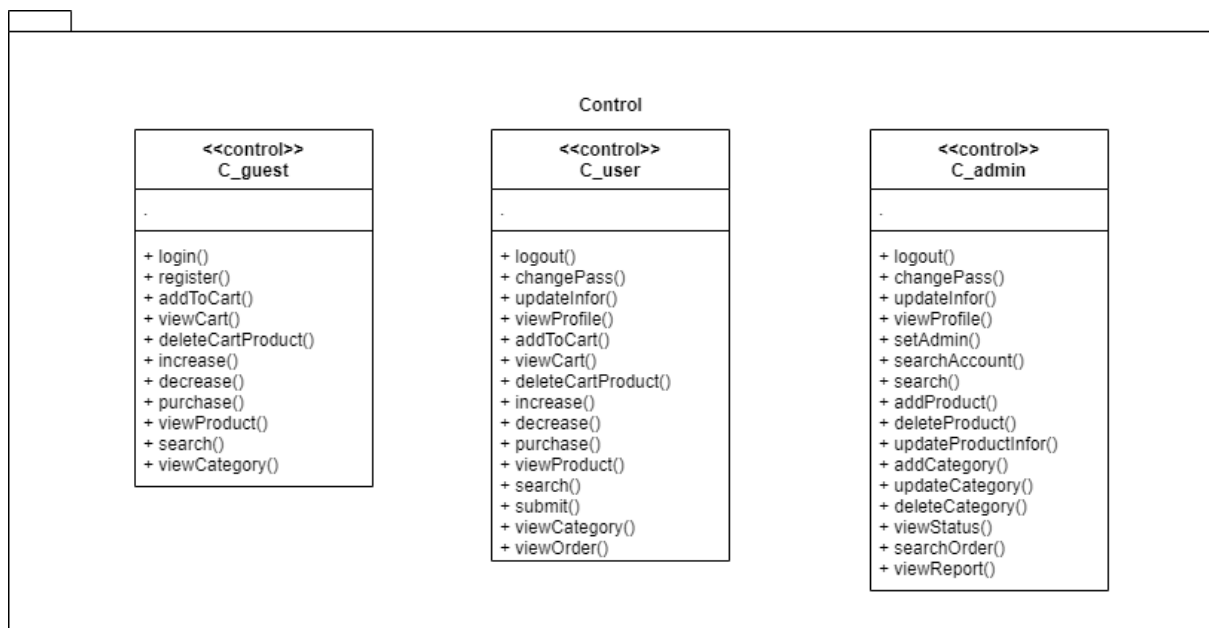 Control
<<control>>
C_guest
.
+ login()
+ register()
+ addToCart()
+ viewCart()
+ deleteCartProduct()
+ increase()
+ decrease()
+ purchase()
+ viewProduct()
+ search()
+ viewCategory()
<<control>>
C_user
.
+ logout()
+ changePass()
+ updateInfor()
+ viewProfile()
+ addToCart()
+ viewCart()
+ deleteCartProduct()
+ increase()
+ decrease()
+ purchase()
+ viewProduct()
+ search()
+ submit()
+ viewCategory()
+ viewOrder()
<<control>>
C_admin
.
+ logout()
+ changePass()
+ updateInfor()
+ viewProfile()
+ setAdmin()
+ searchAccount()
+ search()
+ addProduct()
+ deleteProduct()
+ updateProductInfor()
+ addCategory()
+ updateCategory()
+ deleteCategory()
+ viewStatus()
+ searchOrder()
+ viewReport()